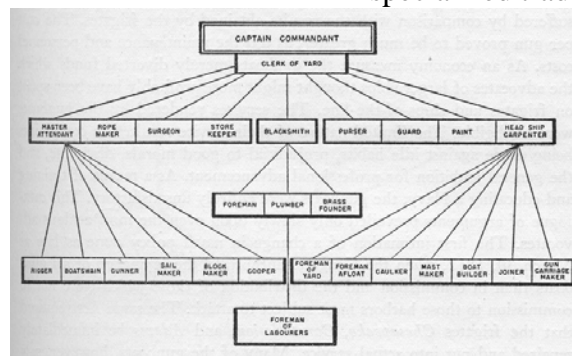 CAPTAIN COMMANDANT
CLERK OF YARD
MASTER
ATTENDANT
ROPE
MAKER
SURGEON
STORE
KEEPER
BLACKSMITH
PURSER
GUARD
PAINT
HEAD SHIP
CARPENTER
FOREMAN
PLUMBER
BRASS
FOUNDER
RIGGER
BOATSWAIN
GUNNER
SAIL
MAKER
BLOCK
MAKER
COOPER
FOREMAN
OF YARD
FOREMAN
AFLOAT
CAULKER
MAST
MAKER
BOAT
BUILDER
JOINER
GUN
CARRIAGE
MAKER
FOREMAN
OF
LABOURERS